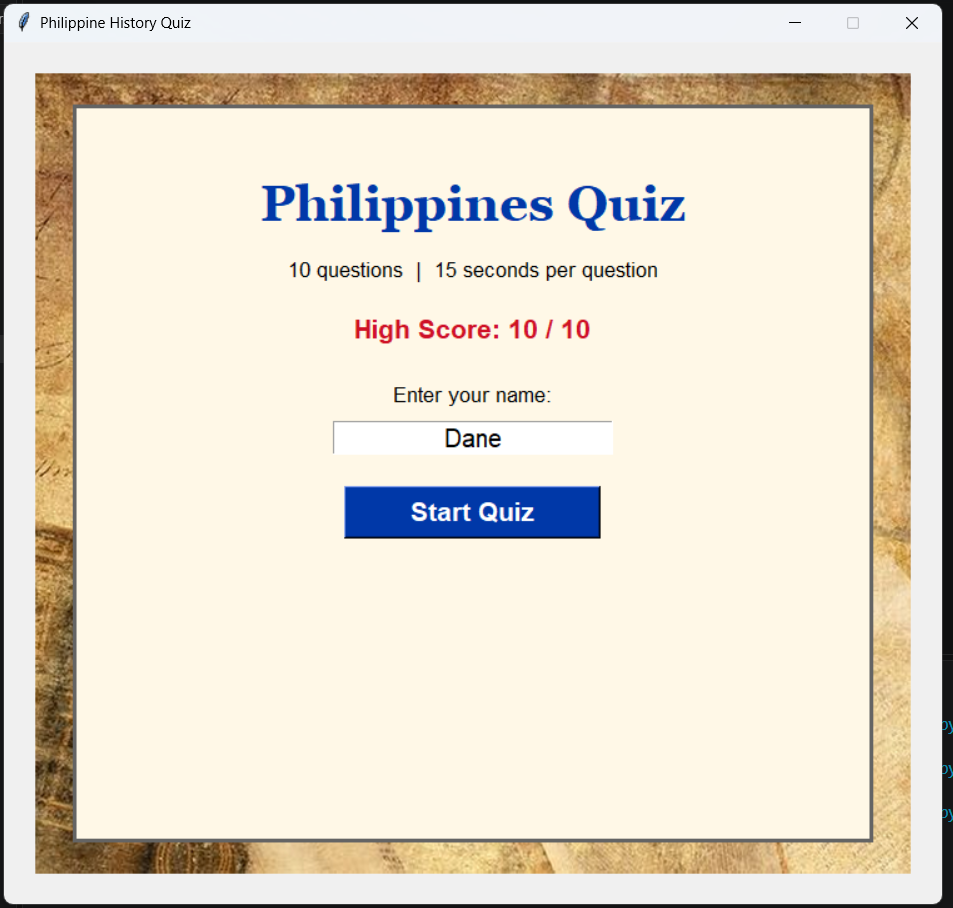 Philippine History Quiz
Philippines Quiz
10 questions | 15 seconds per question
High Score: 10 / 10
Enter your name:
Dane
Start Quiz